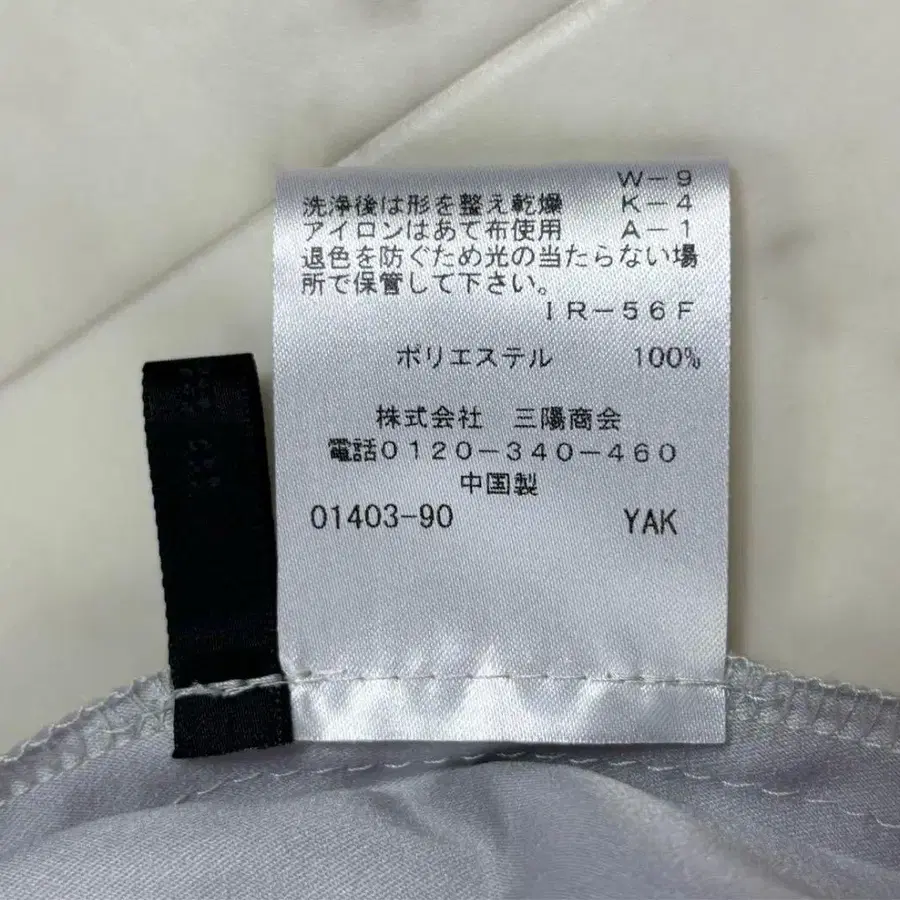 W-9
洗浄後は形を整え乾燥 K-4
アイロンはあて布使用 A-1
退色を防ぐため光の当たらない場
所で保管して下さい。
IR-56F
ポリエステル 100%
株式会社 三陽商会
電話0120-340-460
中国製
01403-90 YAK